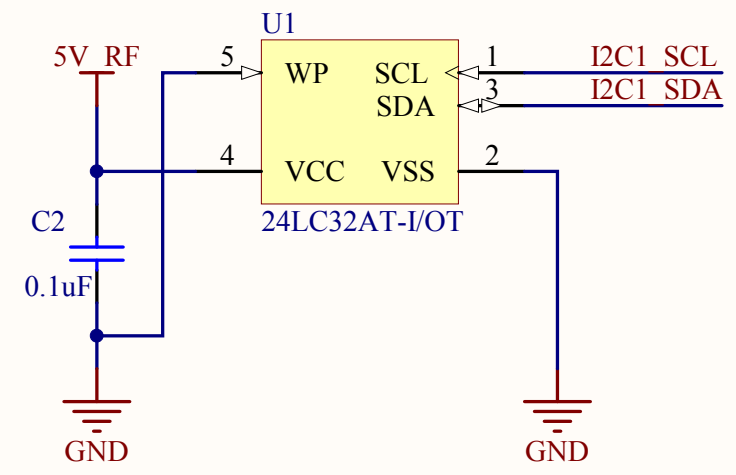 U1
5V_RF
5
WP
SCL
1
I2C1_SCL
SDA
3
I2C1_SDA
4
VCC
VSS
2
C2
24LC32AT-I/OT
0.1uF
GND
GND